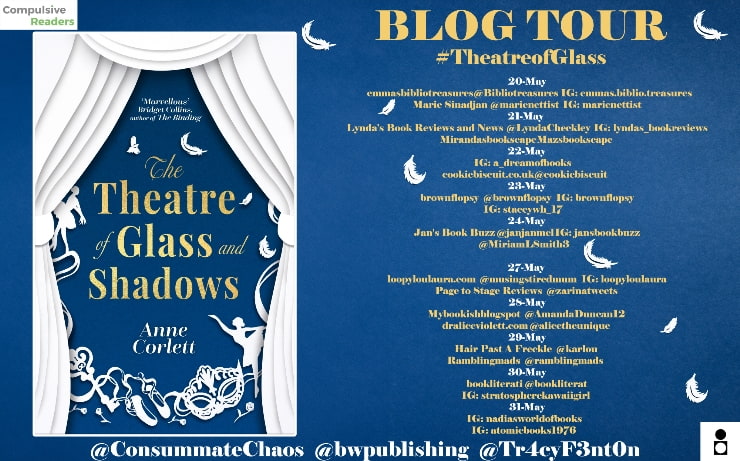 Compulsive
Readers
'Marvellous'
Bridget Collins,
author of The Binding
The
Theatre
of Glass and
Shadows
Anne
Corlett
BLOG TOUR
#TheatreofGlass
20-May
emmasbibliotreasures@Bibliotreasures IG: emmas.biblio.treasures
Marie Sinadjan @marienettist IG: marienettist
21-May
Lynda's Book Reviews and News @LyndaCheckley IG: lyndas_bookreviews
MirandasbookscapeMazsbookscape
22-May
IG: a_dreamofbooks
cookiebiscuit.co.uk@cookiebiscuit
23-May
brownflopsy @brownflopsy IG: brownflopsy
IG: staceywh_17
24-May
Jan's Book Buzz @janjanmclIG: jansbookbuzz
@MiriamLSmith3
27-May
loopyloulaura.com @musingstiredmum IG: loopyloulaura
Page to Stage Reviews @zarinatweets
28-May
Mybookishblogspot @AmandaDuncan12
draliceviolett.com @alicetheunique
29-May
Hair Past A Freckle @karlou
Ramblingmads @ramblingmads
30-May
bookliterati @bookliterat
IG: stratospherekawaiigirl
31-May
IG: nadiasworldofbooks
IG: atomicbooks1976
@ConsummateChaos @bwpublishing @Tr4cyF3nt0n